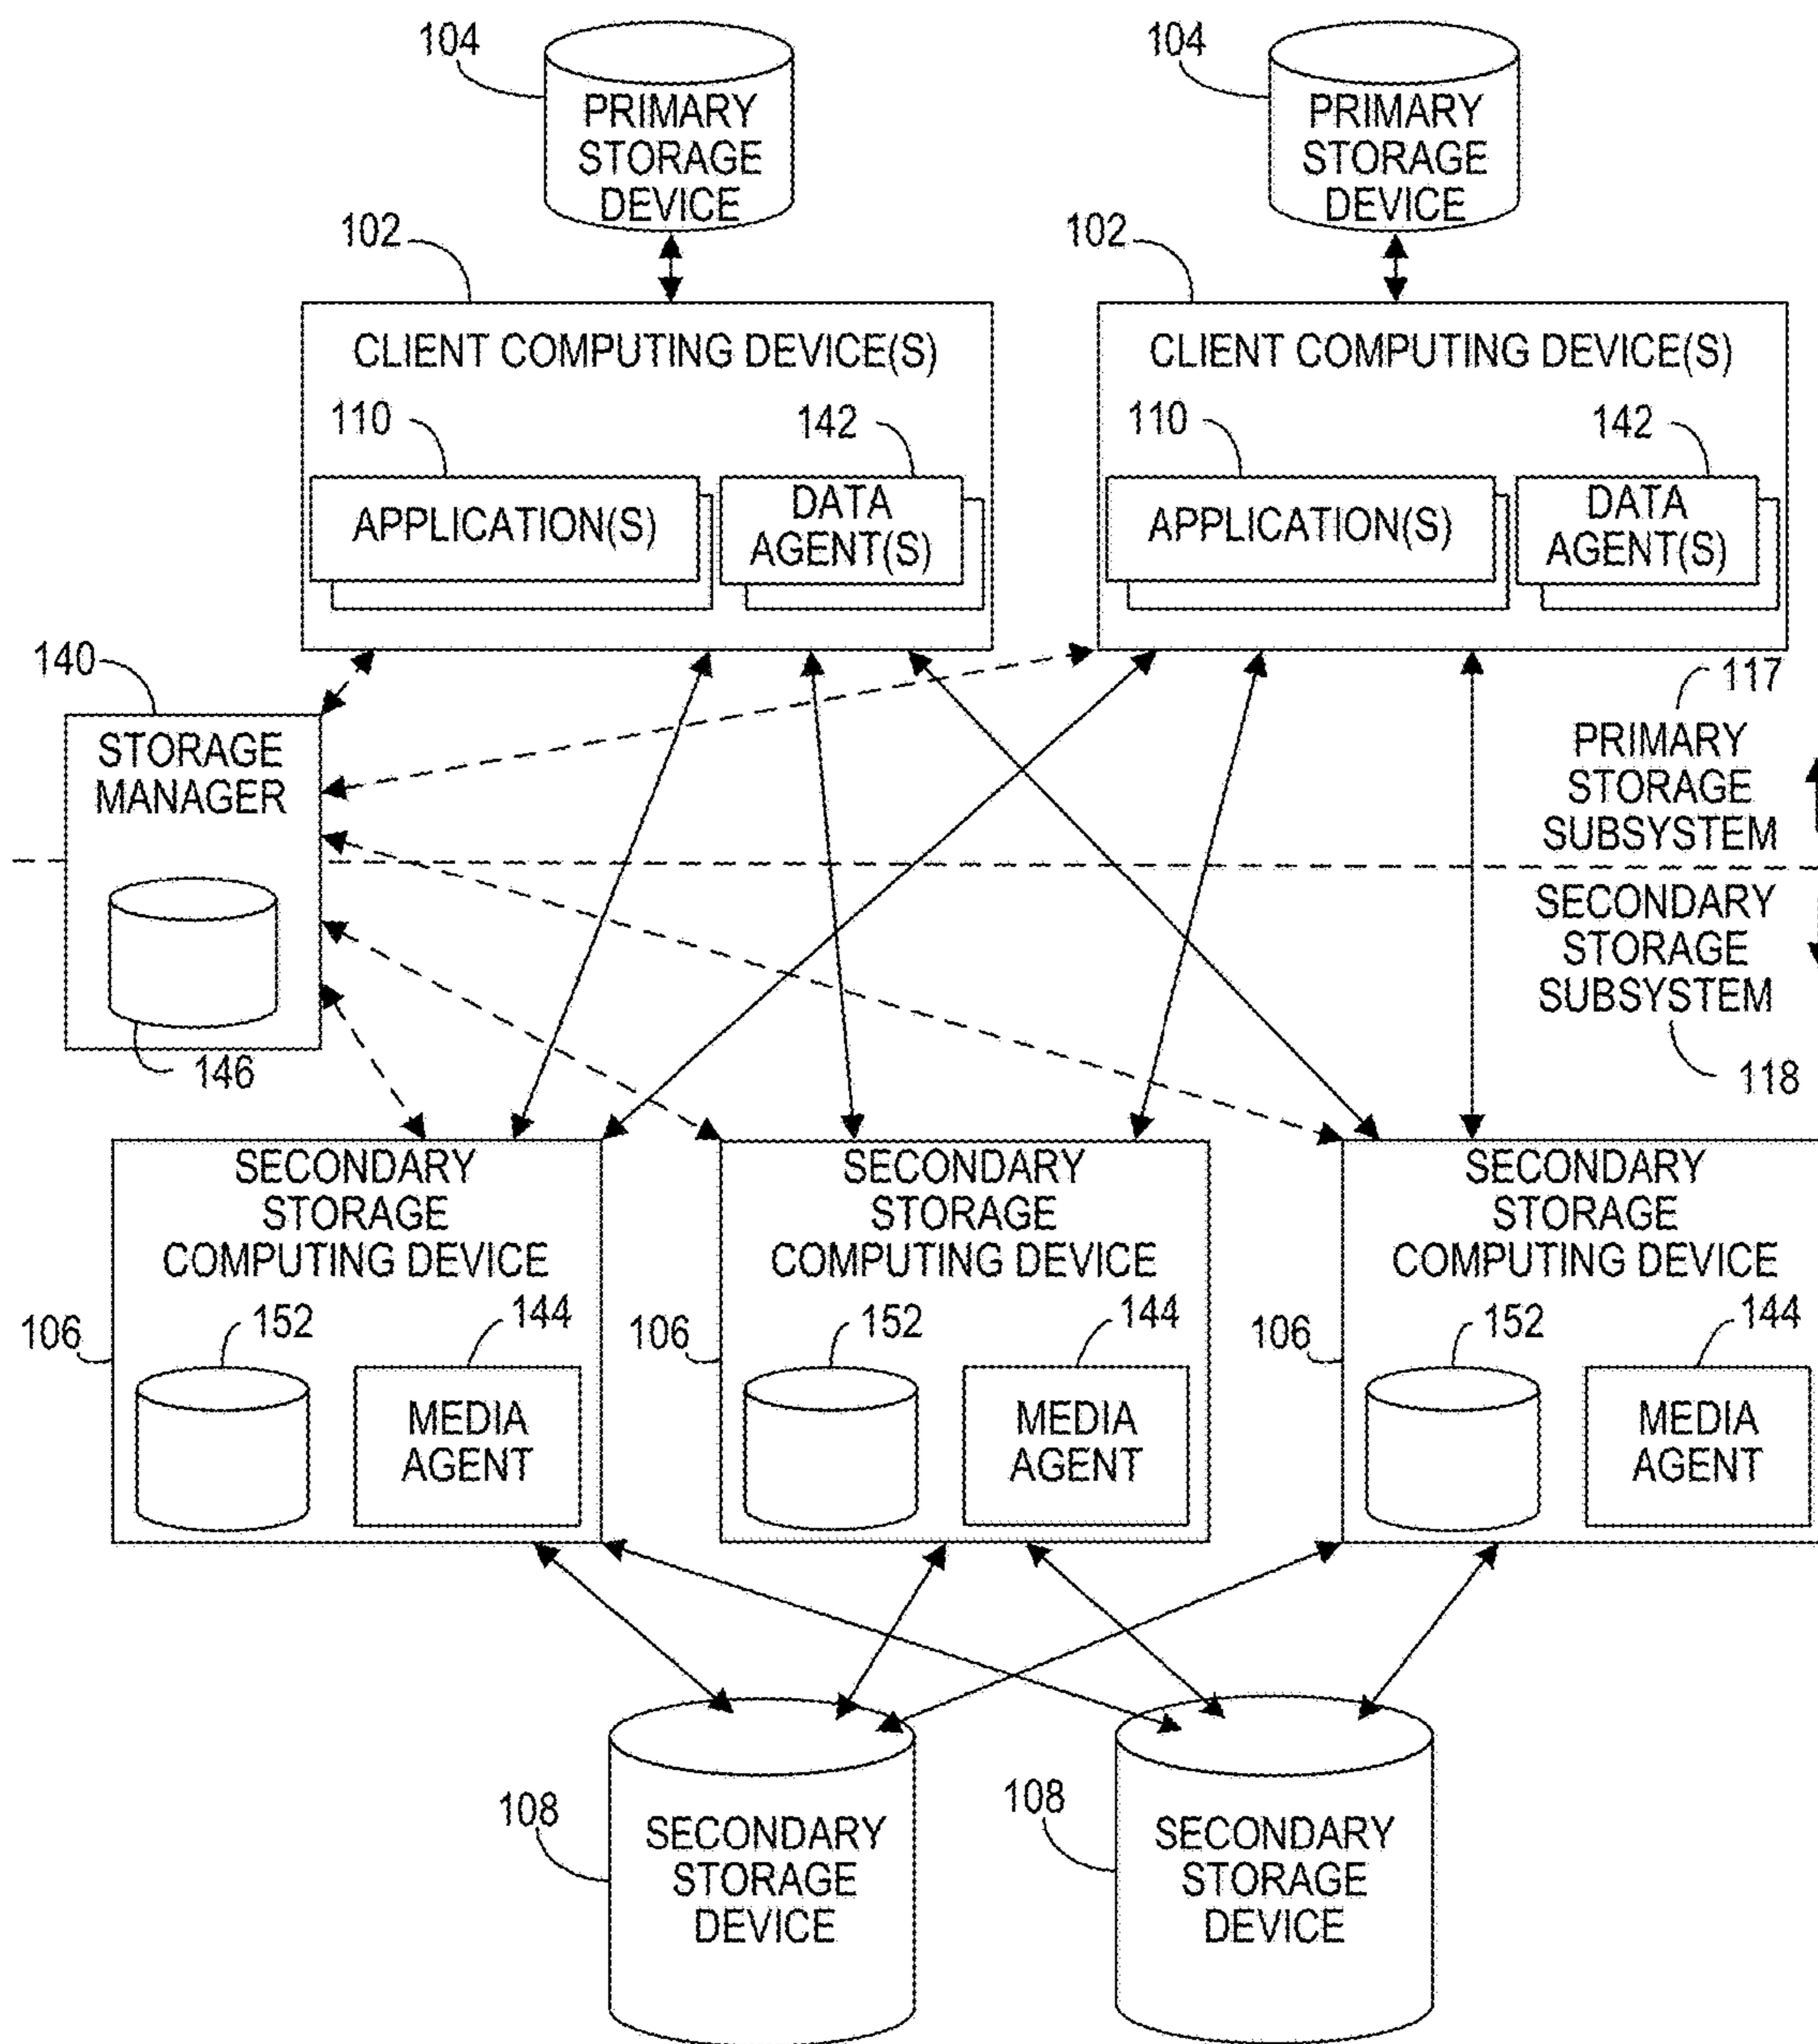 104
104
PRIMARY
STORAGE
DEVICE
PRIMARY
STORAGE
DEVICE
102
102
CLIENT COMPUTING DEVICE(S)
CLIENT COMPUTING DEVICE(S)
110
142
110
142
APPLICATION(S)
DATA
AGENT(S)
APPLICATION(S)
DATA
AGENT(S)
140
117
STORAGE
MANAGER
PRIMARY
STORAGE
SUBSYSTEM
SECONDARY
STORAGE
SUBSYSTEM
146
118
SECONDARY
STORAGE
COMPUTING DEVICE
SECONDARY
STORAGE
COMPUTING DEVICE
SECONDARY
STORAGE
COMPUTING DEVICE
106
152
144
106
152
144
106
152
144
MEDIA
AGENT
MEDIA
AGENT
MEDIA
AGENT
108
108
SECONDARY
STORAGE
DEVICE
SECONDARY
STORAGE
DEVICE